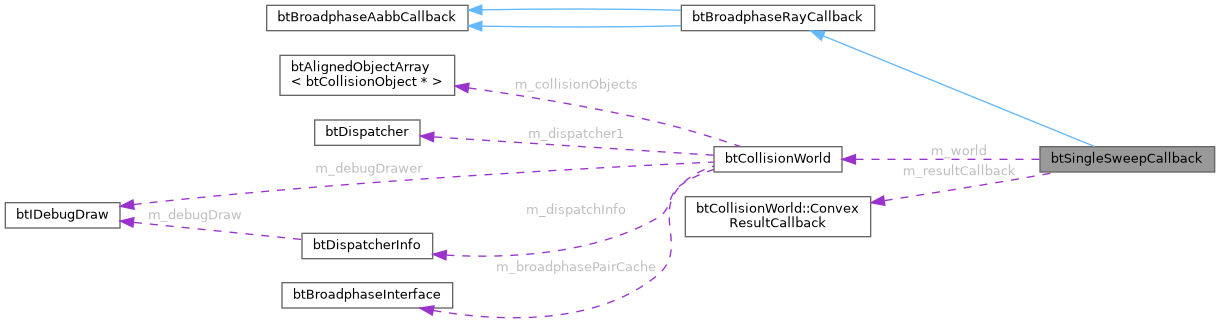 btBroadphaseAabbCallback
btBroadphaseRayCallback
btAlignedObjectArray
< btCollisionObject * >
m_collisionObjects
btDispatcher
m_dispatcher1
btCollisionWorld
m_world
btSingleSweepCallback
m_debugDrawer
m_resultCallback
btIDebugDraw
m_debugDraw
m_dispatchInfo
btCollisionWorld::Convex
ResultCallback
btDispatcherInfo
m_broadphasePairCache
btBroadphaseInterface